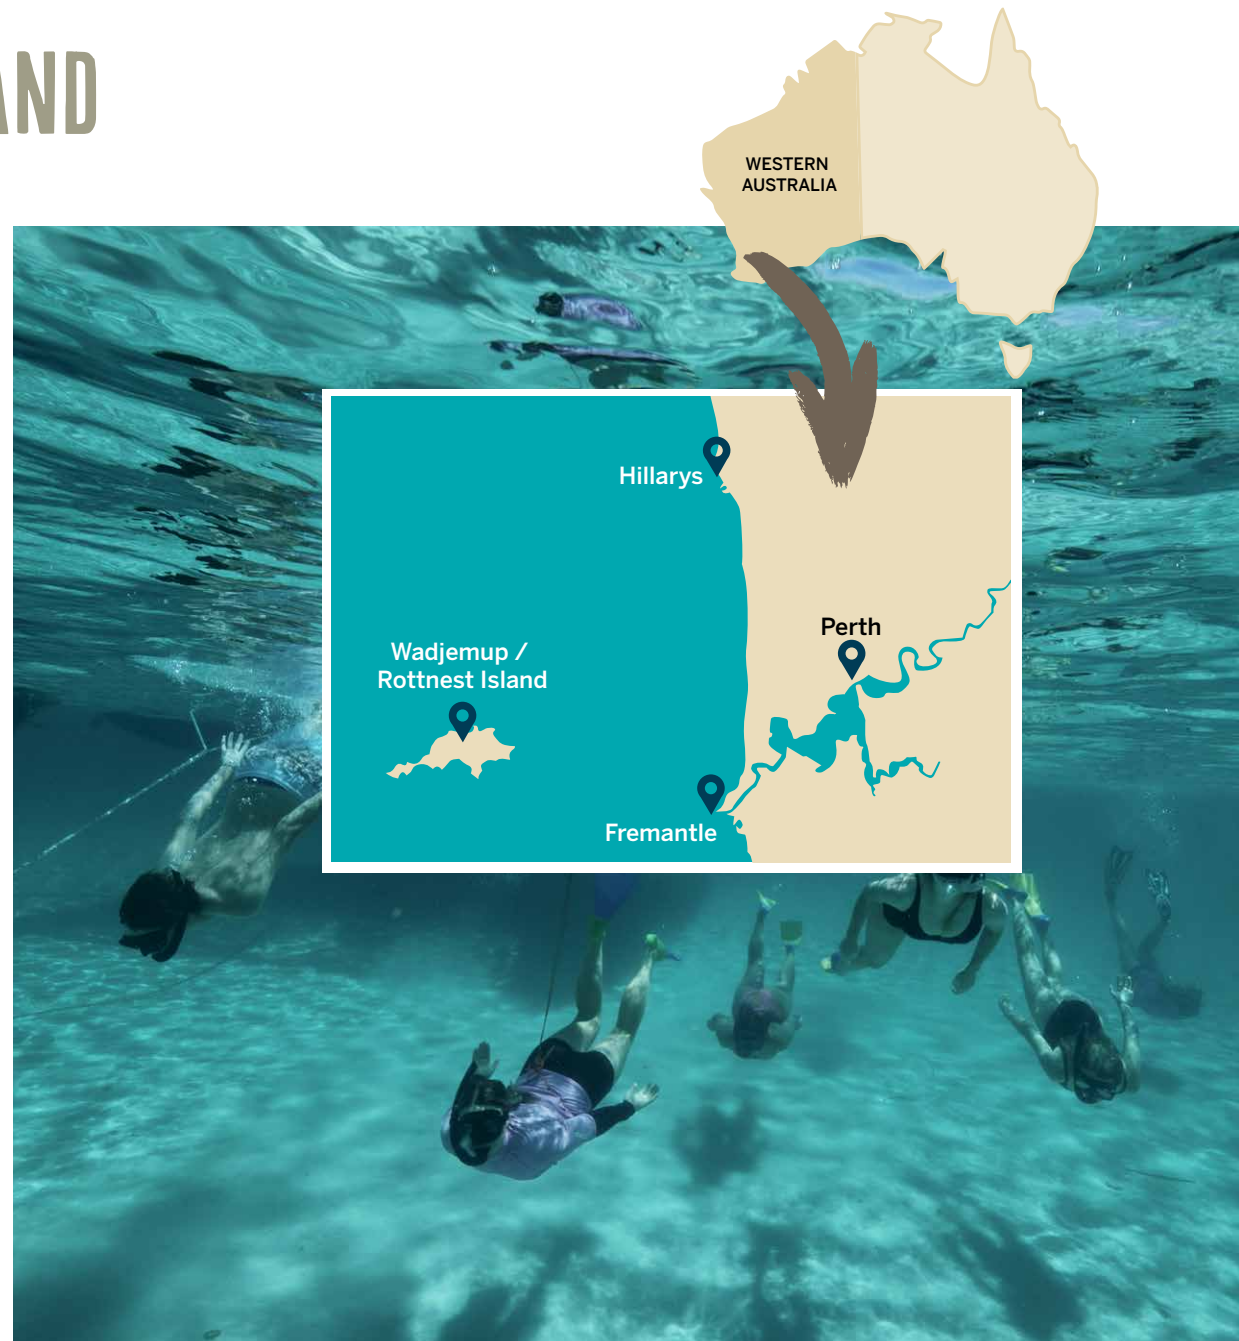 AND
WESTERN
AUSTRALIA
Hillarys
Perth
Wadjemup /
Rottnest Island
Fremantle